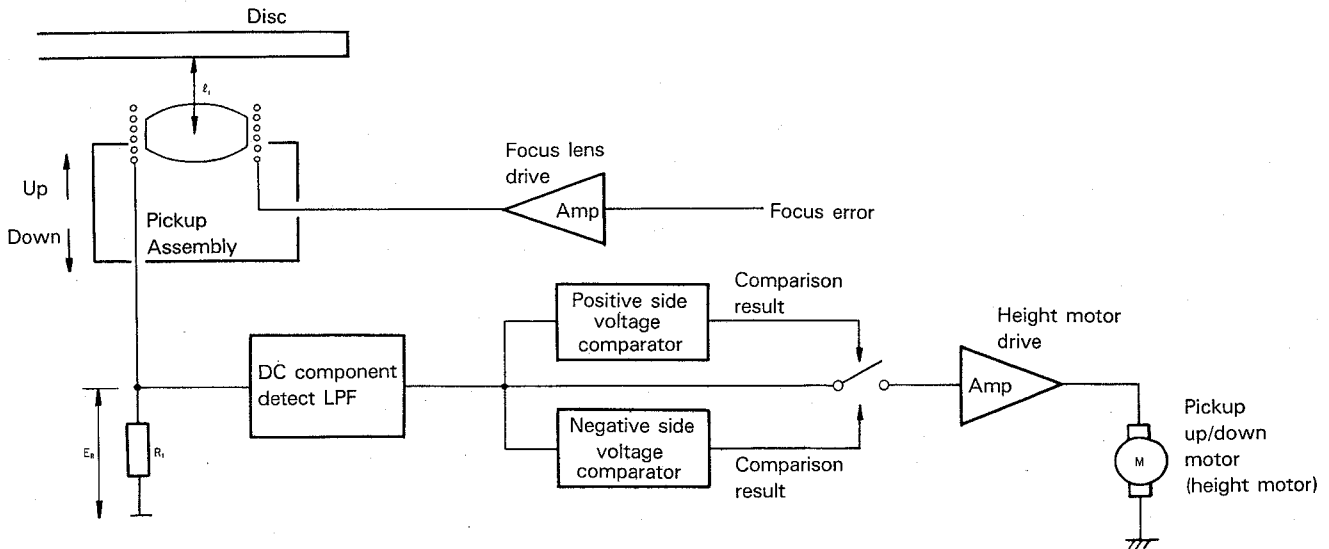 Disc
ℓ₁
Up
Down
Pickup
Assembly
Focus lens
drive
Amp
Focus error
Positive side
voltage
comparator
Comparison
result
Height motor
drive
DC component
detect LPF
Amp
Negative side
voltage
comparator
Comparison
result
E_R
R₁
M
Pickup
up/down
motor
(height motor)